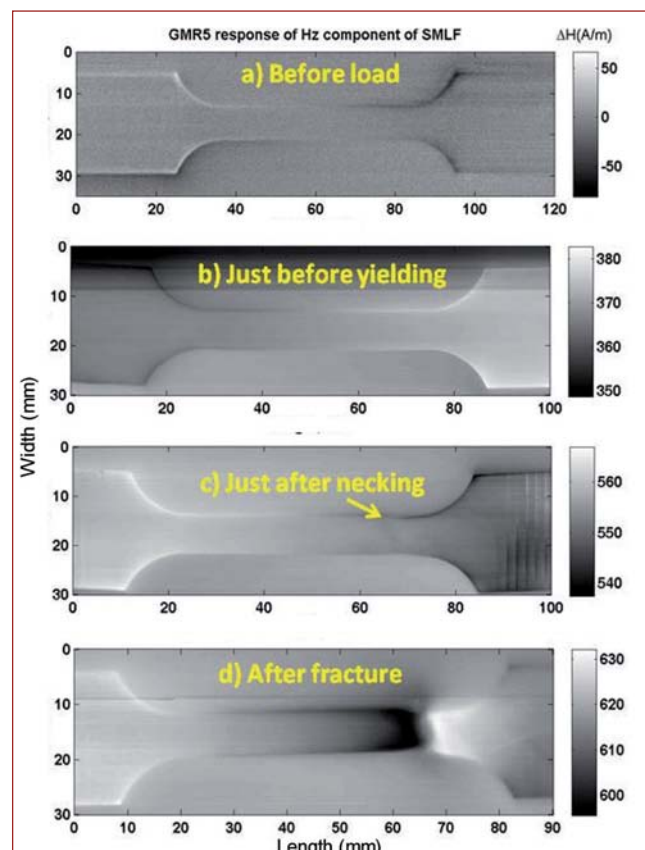 GMR5 response of Hz component of SMLF
ΔH(A/m)
a) Before load
0
10
20
30
0 20 40 60 80 100 120
50
0
-50
b) Just before yielding
0
10
20
30
0 20 40 60 80 100
380
370
360
350
Width (mm)
c) Just after necking
0
10
20
30
0 20 40 60 80 100
560
550
540
d) After fracture
0
10
20
30
0 10 20 30 40 50 60 70 80 90
630
620
610
600
Length (mm)